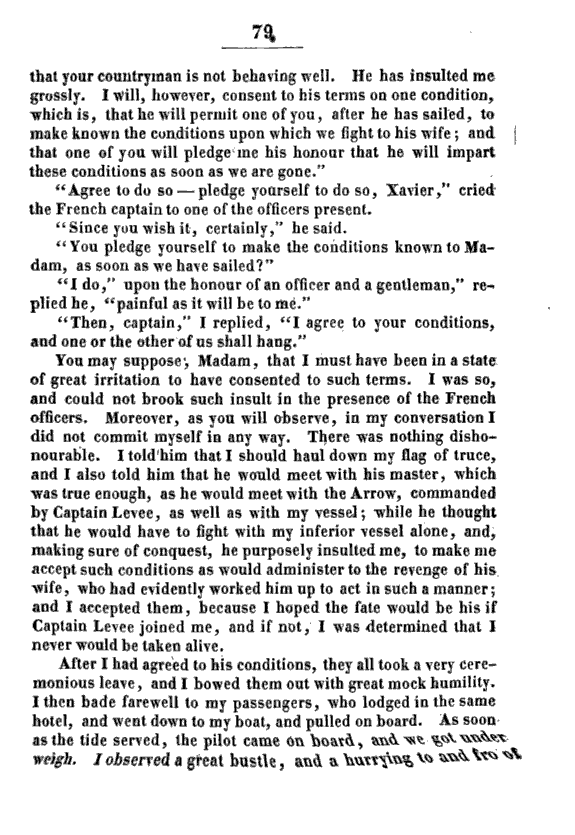 79
that your countryman is not behaving well. He has insulted me
grossly. I will, however, consent to his terms on one condition,
which is, that he will permit one of you, after he has sailed, to
make known the conditions upon which we fight to his wife; and
that one of you will pledge me his honour that he will impart
these conditions as soon as we are gone."
"Agree to do so — pledge yourself to do so, Xavier," cried
the French captain to one of the officers present.
"Since you wish it, certainly," he said.
"You pledge yourself to make the conditions known to Ma-
dam, as soon as we have sailed?"
"I do," upon the honour of an officer and a gentleman," re-
plied he, "painful as it will be to me."
"Then, captain," I replied, "I agree to your conditions,
and one or the other of us shall hang."
You may suppose, Madam, that I must have been in a state
of great irritation to have consented to such terms. I was so,
and could not brook such insult in the presence of the French
officers. Moreover, as you will observe, in my conversation I
did not commit myself in any way. There was nothing disho-
nourable. I told him that I should haul down my flag of truce,
and I also told him that he would meet with his master, which
was true enough, as he would meet with the Arrow, commanded
by Captain Levee, as well as with my vessel; while he thought
that he would have to fight with my inferior vessel alone, and,
making sure of conquest, he purposely insulted me, to make me
accept such conditions as would administer to the revenge of his
wife, who had evidently worked him up to act in such a manner;
and I accepted them, because I hoped the fate would be his if
Captain Levee joined me, and if not, I was determined that I
never would be taken alive.
After I had agreed to his conditions, they all took a very cere-
monious leave, and I bowed them out with great mock humility.
I then bade farewell to my passengers, who lodged in the same
hotel, and went down to my boat, and pulled on board. As soon
as the tide served, the pilot came on board, and we got under
weigh. I observed a great bustle, and a hurrying to and fro of